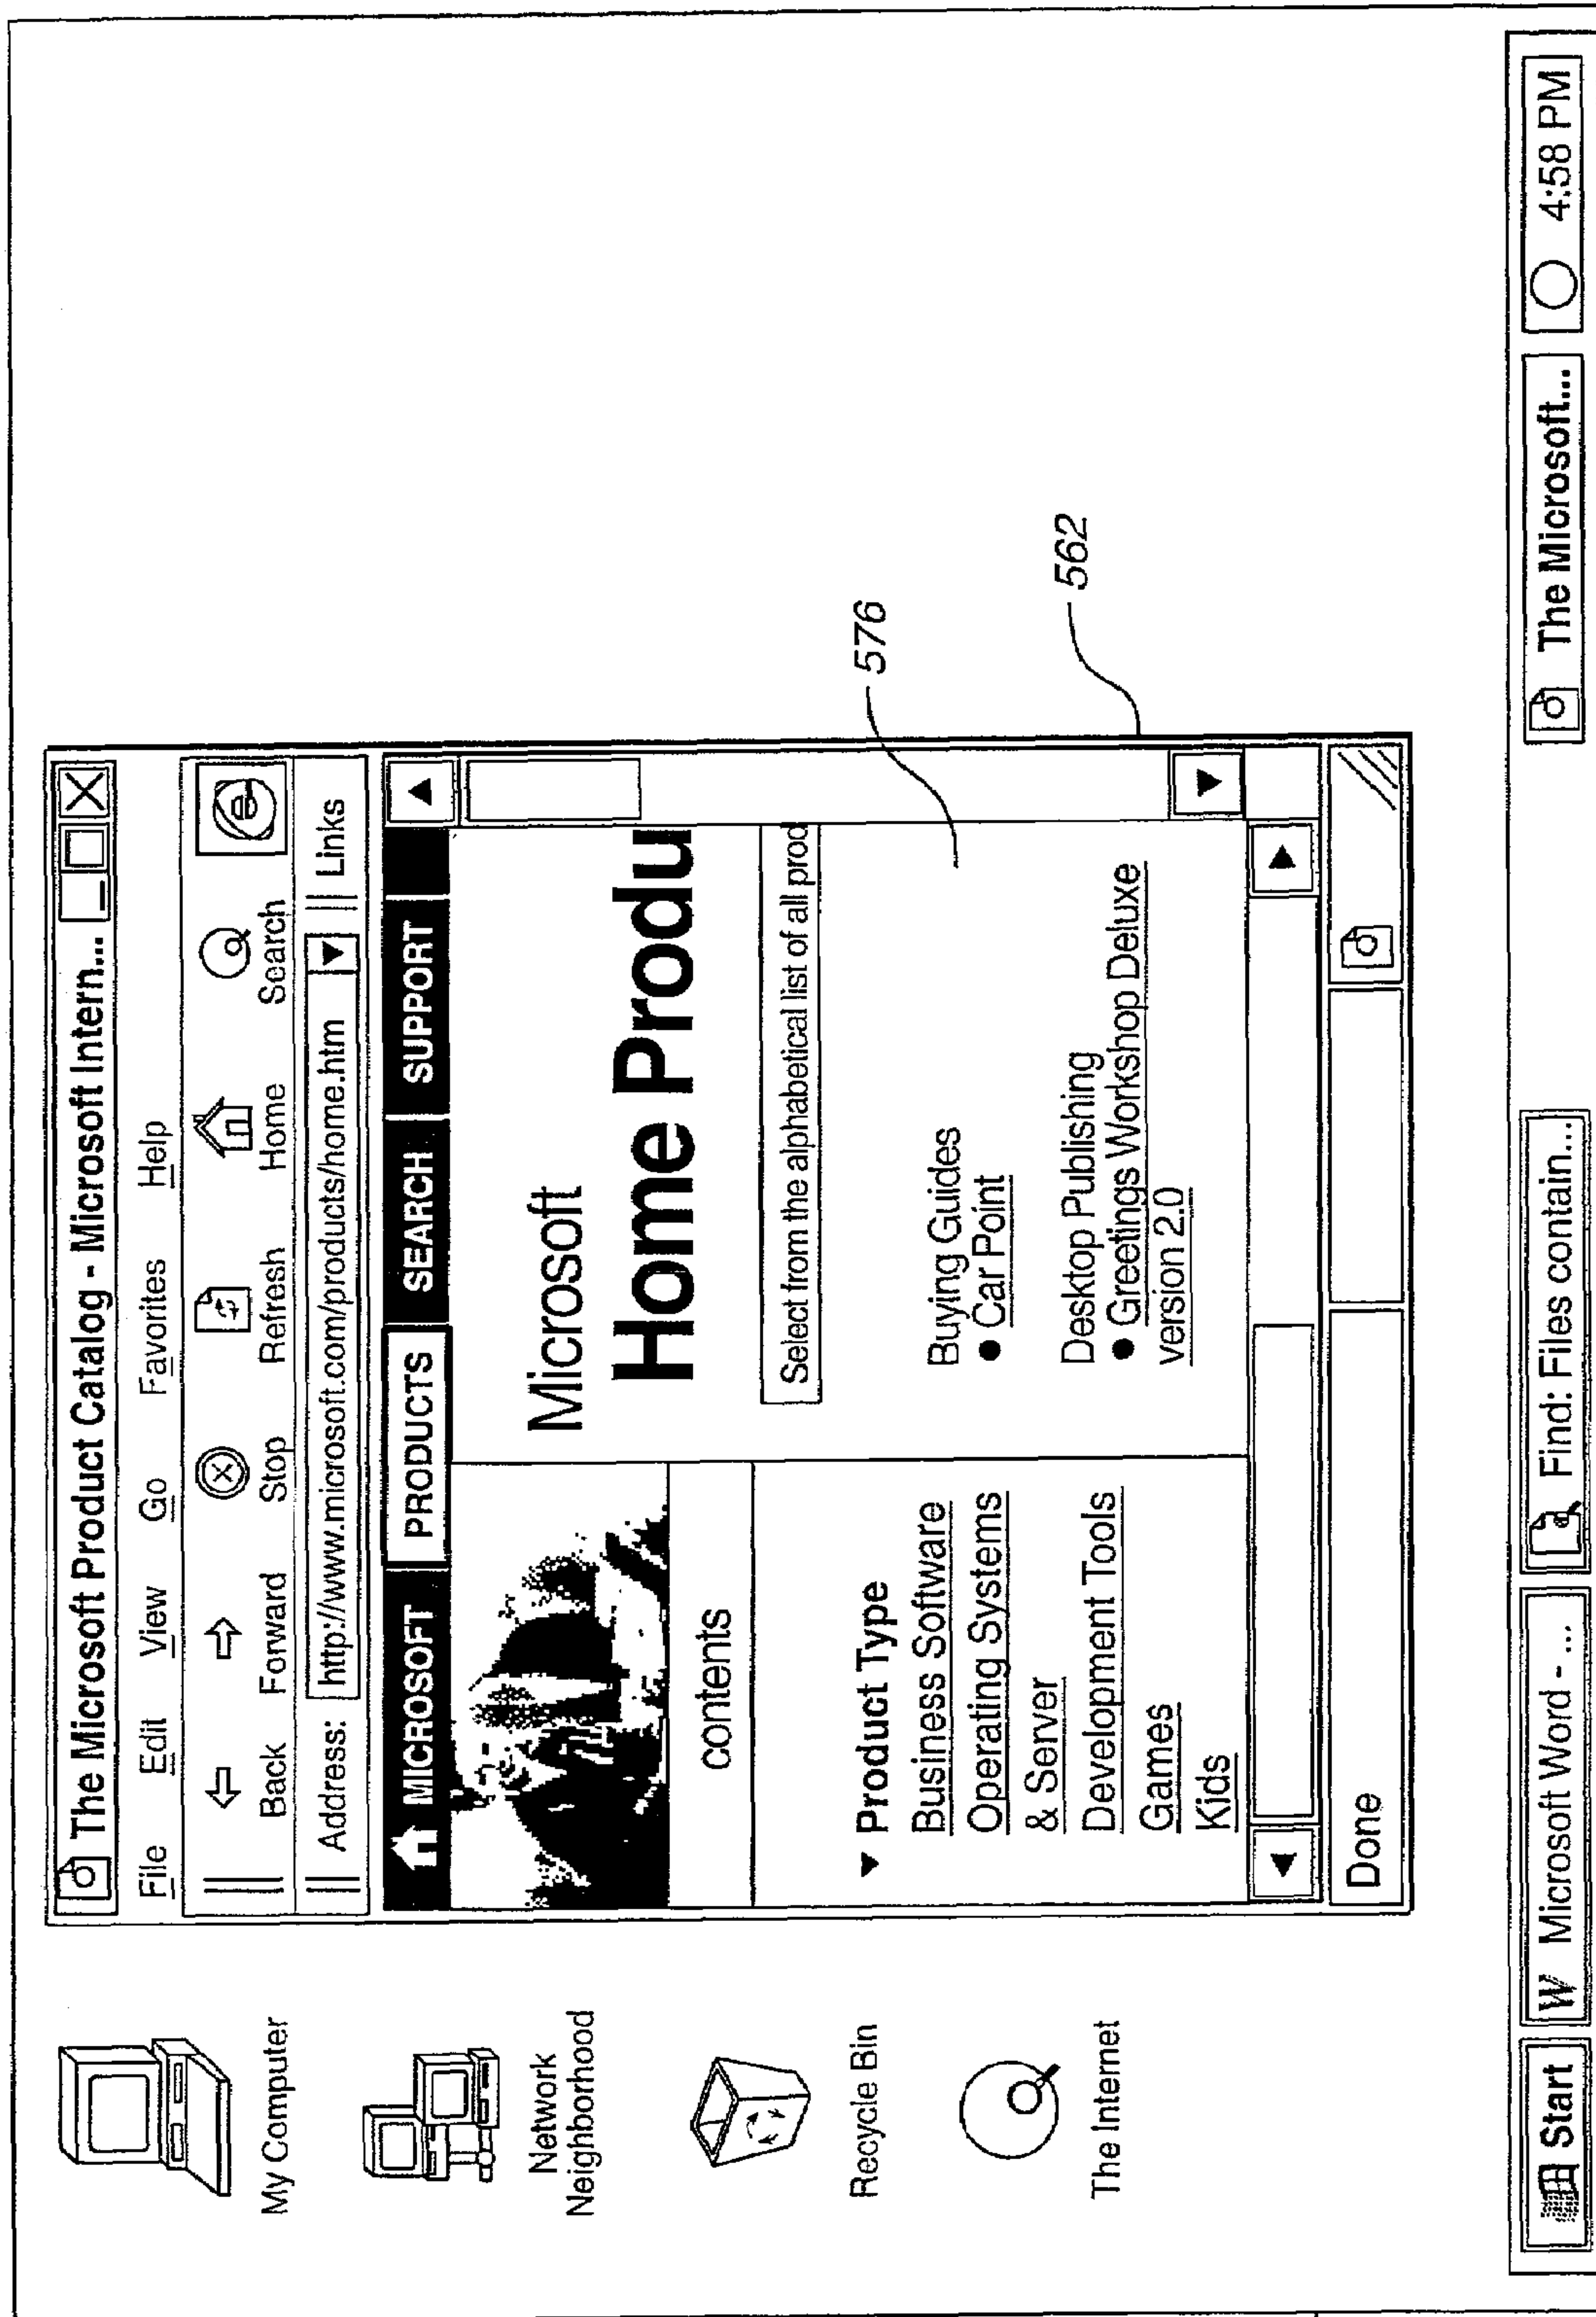 My Computer
Network
Neighborhood
Recycle Bin
The Internet
The Microsoft Product Catalog - Microsoft Intern...
File Edit View Go Favorites Help
Back Forward Stop Refresh Home Search
Address: http://www.microsoft.com/products/home.htm Links
MICROSOFT PRODUCTS SEARCH SUPPORT
contents
Product Type
Business Software
Operating Systems
& Server
Development Tools
Games
Kids
Microsoft
Home Produ
Select from the alphabetical list of all prod
Buying Guides
● Car Point
Desktop Publishing
● Greetings Workshop Deluxe
version 2.0
Done
576
562
Start W Microsoft Word - ... Find: Files contain... The Microsoft... 4:58 PM